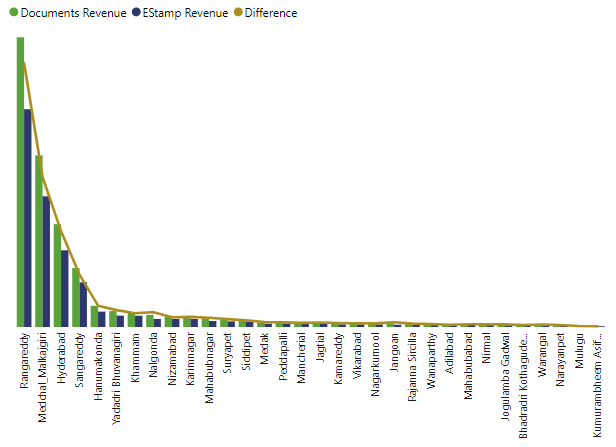 Documents Revenue EStamp Revenue Difference
Rangareddy
Medchal_Malkajgiri
Hyderabad
Sangareddy
Hanumakonda
Yadadri Bhuvanagiri
Khammam
Nalgonda
Nizamabad
Karimnagar
Mahabubnagar
Suryapet
Siddipet
Medak
Peddapalli
Mancherial
Jagtial
Kamareddy
Vikarabad
Nagarkurnool
Jangoan
Rajanna Sircilla
Wanaparthy
Adilabad
Mahabubabad
Nirmal
Jogulamba Gadwal
Bhadradri Kothagude...
Warangal
Narayanpet
Mulugu
Kumurambheem Asif...